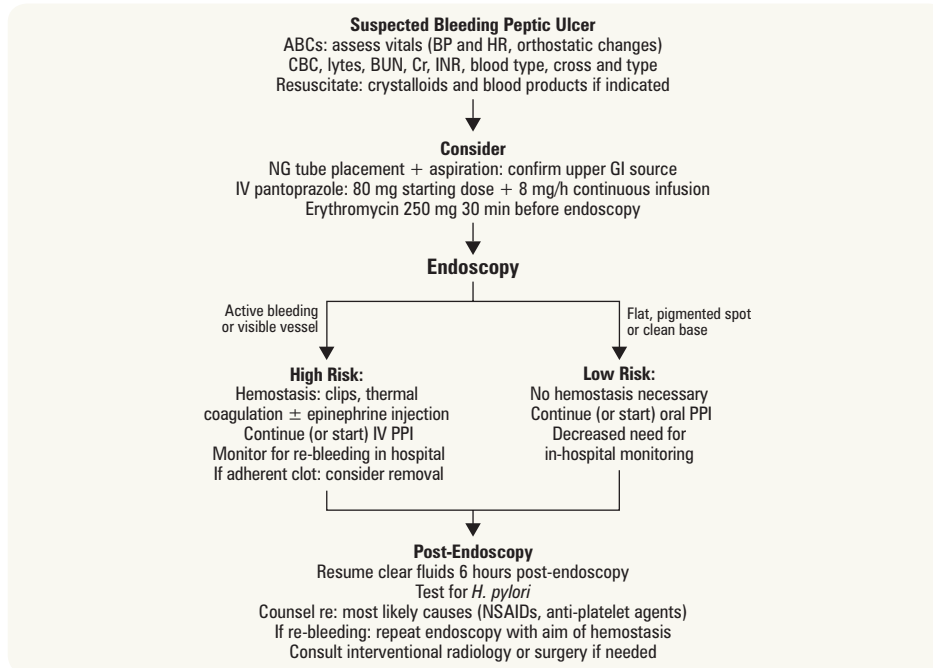 Suspected Bleeding Peptic Ulcer
ABCs: assess vitals (BP and HR, orthostatic changes)
CBC, lytes, BUN, Cr, INR, blood type, cross and type
Resuscitate: crystalloids and blood products if indicated
Consider
NG tube placement + aspiration: confirm upper GI source
IV pantoprazole: 80 mg starting dose + 8 mg/h continuous infusion
Erythromycin 250 mg 30 min before endoscopy
Endoscopy
Active bleeding
or visible vessel
High Risk:
Hemostasis: clips, thermal
coagulation ± epinephrine injection
Continue (or start) IV PPI
Monitor for re-bleeding in hospital
If adherent clot: consider removal
Flat, pigmented spot
or clean base
Low Risk:
No hemostasis necessary
Continue (or start) oral PPI
Decreased need for
in-hospital monitoring
Post-Endoscopy
Resume clear fluids 6 hours post-endoscopy
Test for H. pylori
Counsel re: most likely causes (NSAIDs, anti-platelet agents)
If re-bleeding: repeat endoscopy with aim of hemostasis
Consult interventional radiology or surgery if needed